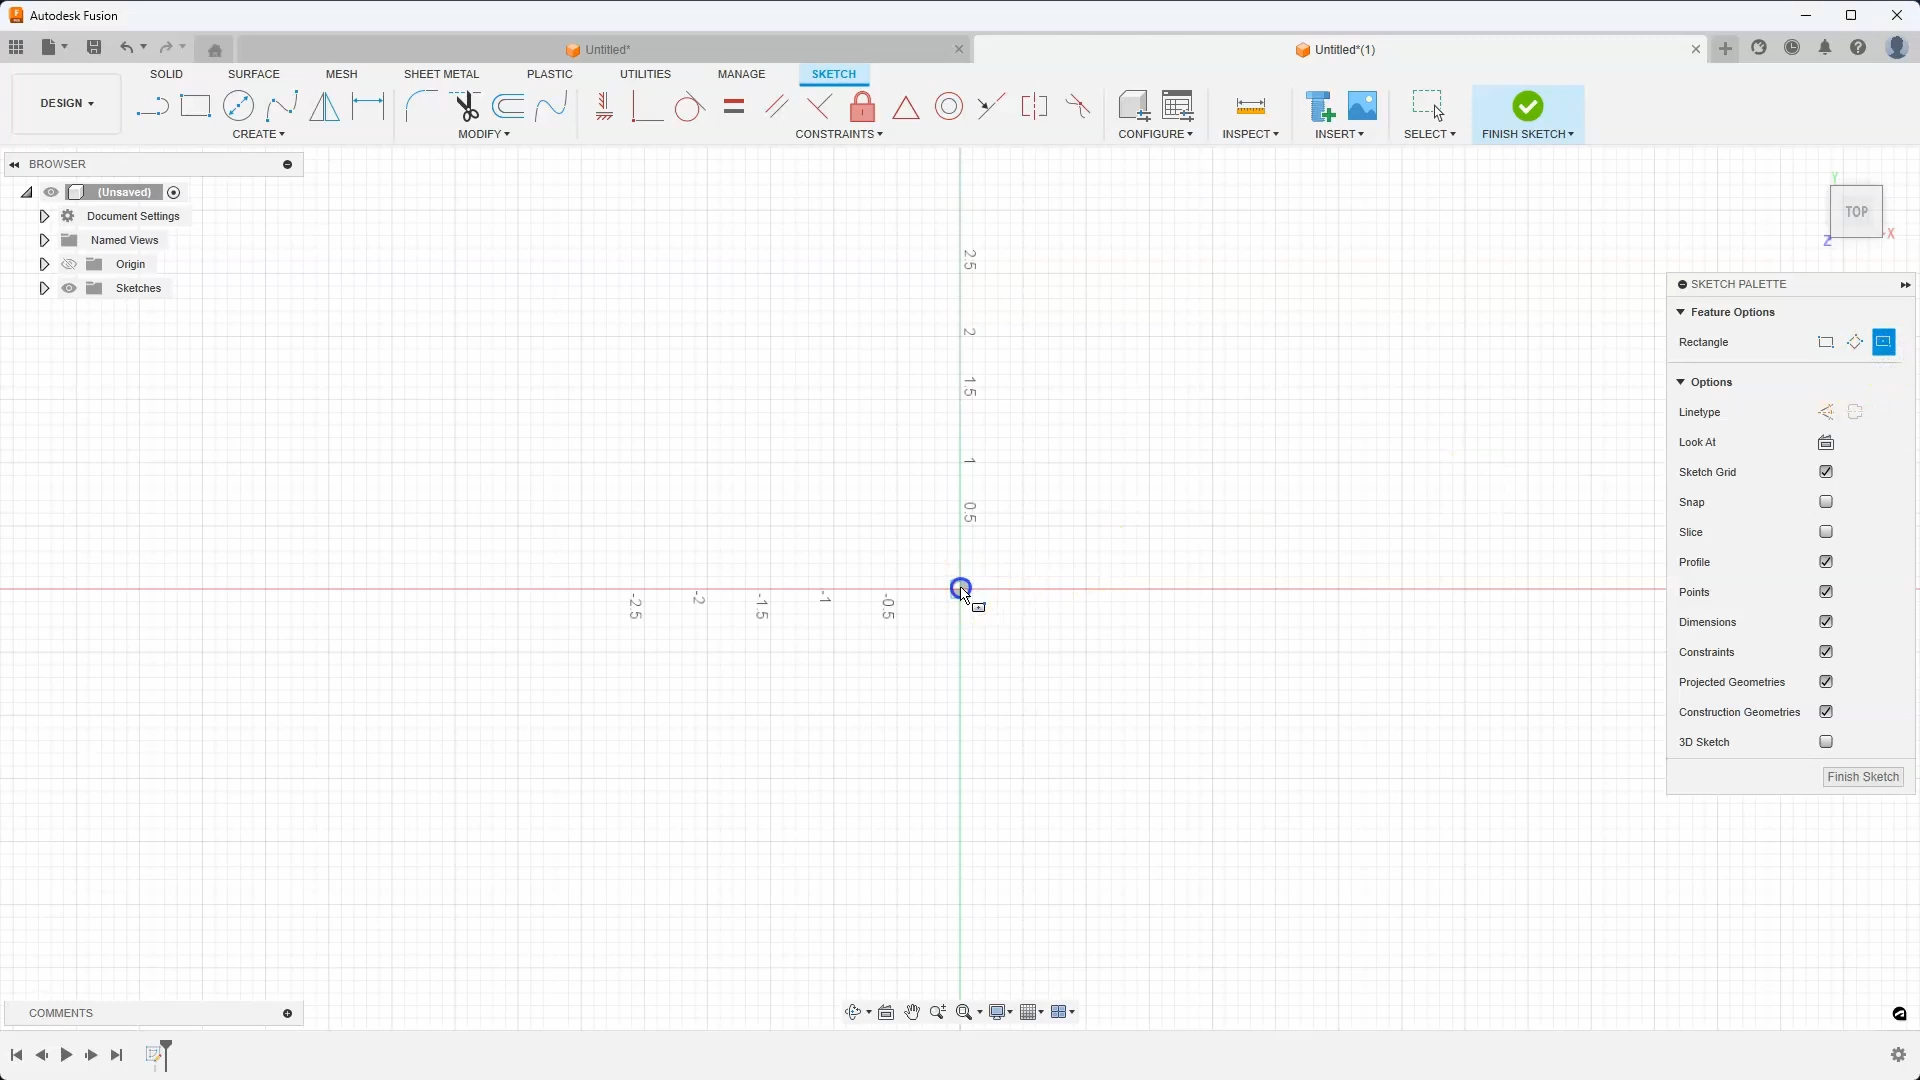 Autodesk Fusion
Untitled*
Untitled*(1)
SOLID SURFACE MESH SHEET METAL PLASTIC UTILITIES MANAGE SKETCH
DESIGN
CREATE MODIFY CONSTRAINTS CONFIGURE INSPECT INSERT SELECT FINISH SKETCH
BROWSER
(Unsaved)
Document Settings
Named Views
Origin
Sketches
Y
TOP
X
Z
2.5
2
1.5
1
0.5
-2.5
-2
-1.5
-1
-0.5
SKETCH PALETTE
Feature Options
Rectangle
Options
Linetype
Look At
Sketch Grid
Snap
Slice
Profile
Points
Dimensions
Constraints
Projected Geometries
Construction Geometries
3D Sketch
Finish Sketch
COMMENTS